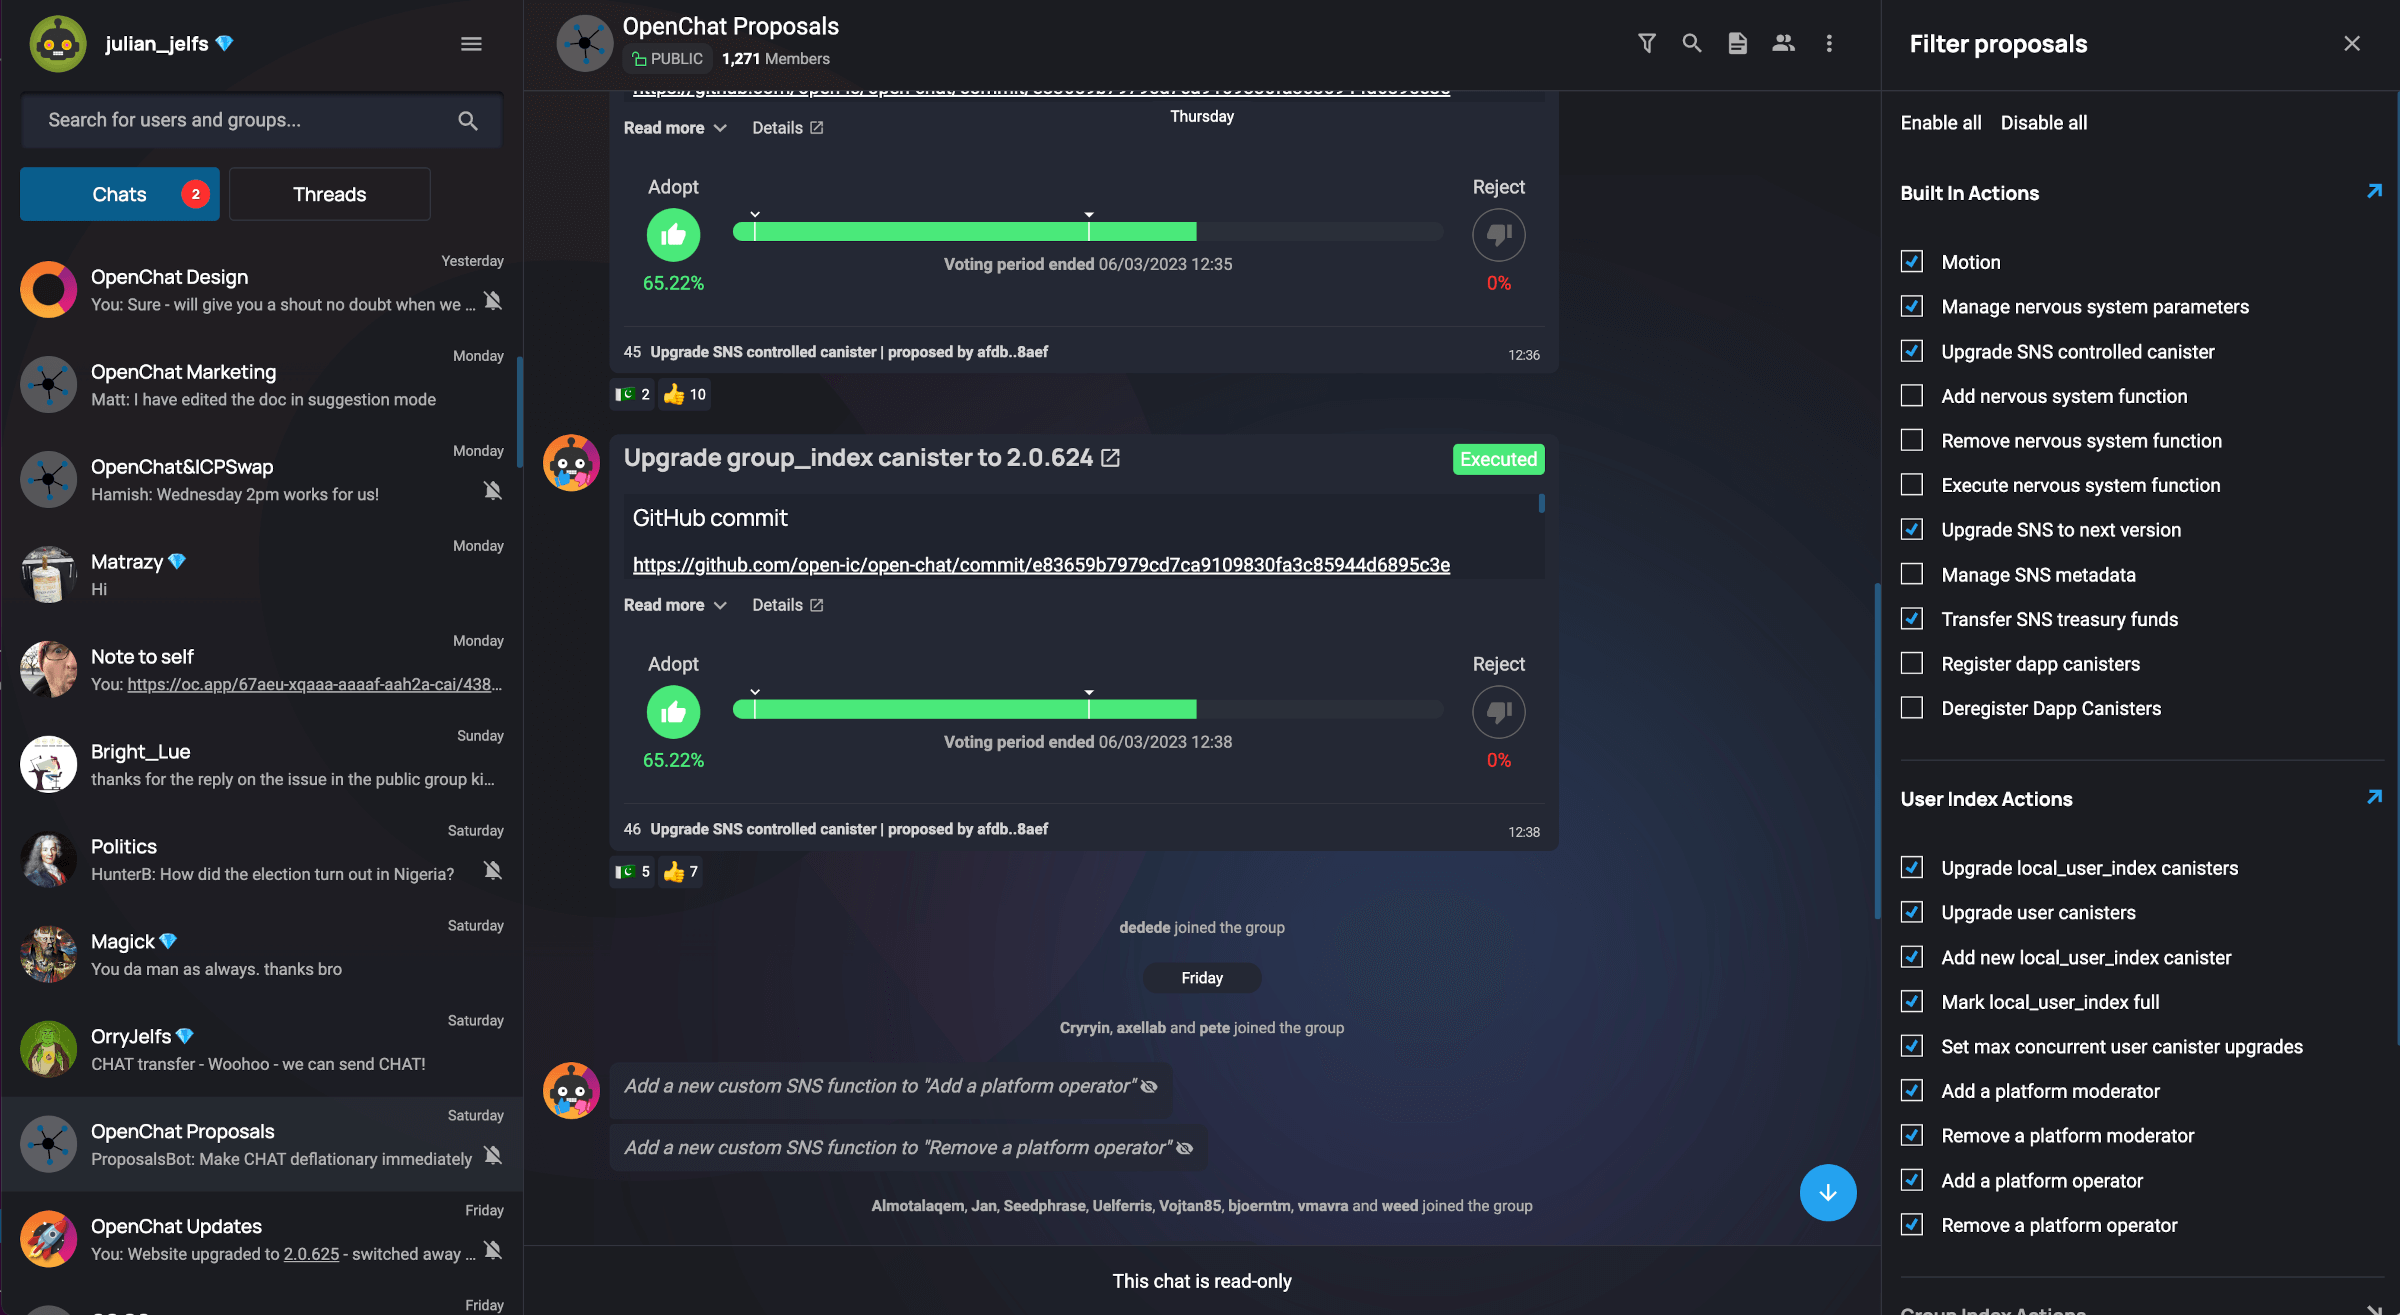 julian_jelfs
Search for users and groups...
Chats 2
Threads
Yesterday
OpenChat Design
You: Sure - will give you a shout no doubt when we ...
Monday
OpenChat Marketing
Matt: I have edited the doc in suggestion mode
Monday
OpenChat&ICPSwap
Hamish: Wednesday 2pm works for us!
Monday
Matrazy
Hi
Monday
Note to self
You: https://oc.app/67aeu-xqaaa-aaaaf-aah2a-cai/438...
Sunday
Bright_Lue
thanks for the reply on the issue in the public group ki...
Saturday
Politics
HunterB: How did the election turn out in Nigeria?
Saturday
Magick
You da man as always. thanks bro
Saturday
OrryJelfs
CHAT transfer - Woohoo - we can send CHAT!
Saturday
OpenChat Proposals
ProposalsBot: Make CHAT deflationary immediately
Friday
OpenChat Updates
You: Website upgraded to 2.0.625 - switched away ...
Friday
OpenChat Proposals
PUBLIC 1,271 Members
https://github.com/open-ic/open-chat/commit/e83659b7979cd7ca9109830fa3c85944d6895c3e
Thursday
Read more Details
Adopt Reject
Voting period ended 06/03/2023 12:35
65.22% 0%
45 Upgrade SNS controlled canister | proposed by afdb..8aef 12:36
2 10
Upgrade group_index canister to 2.0.624 Executed
GitHub commit
https://github.com/open-ic/open-chat/commit/e83659b7979cd7ca9109830fa3c85944d6895c3e
Read more Details
Adopt Reject
Voting period ended 06/03/2023 12:38
65.22% 0%
46 Upgrade SNS controlled canister | proposed by afdb..8aef 12:38
5 7
dedede joined the group
Friday
Cryryin, axellab and pete joined the group
Add a new custom SNS function to "Add a platform operator"
Add a new custom SNS function to "Remove a platform operator"
Almotalaqem, Jan, Seedphrase, Uelferris, Vojtan85, bjoerntm, vmavra and weed joined the group
This chat is read-only
Filter proposals
Enable all Disable all
Built In Actions
Motion
Manage nervous system parameters
Upgrade SNS controlled canister
Add nervous system function
Remove nervous system function
Execute nervous system function
Upgrade SNS to next version
Manage SNS metadata
Transfer SNS treasury funds
Register dapp canisters
Deregister Dapp Canisters
User Index Actions
Upgrade local_user_index canisters
Upgrade user canisters
Add new local_user_index canister
Mark local_user_index full
Set max concurrent user canister upgrades
Add a platform moderator
Remove a platform moderator
Add a platform operator
Remove a platform operator
Group Index Actions